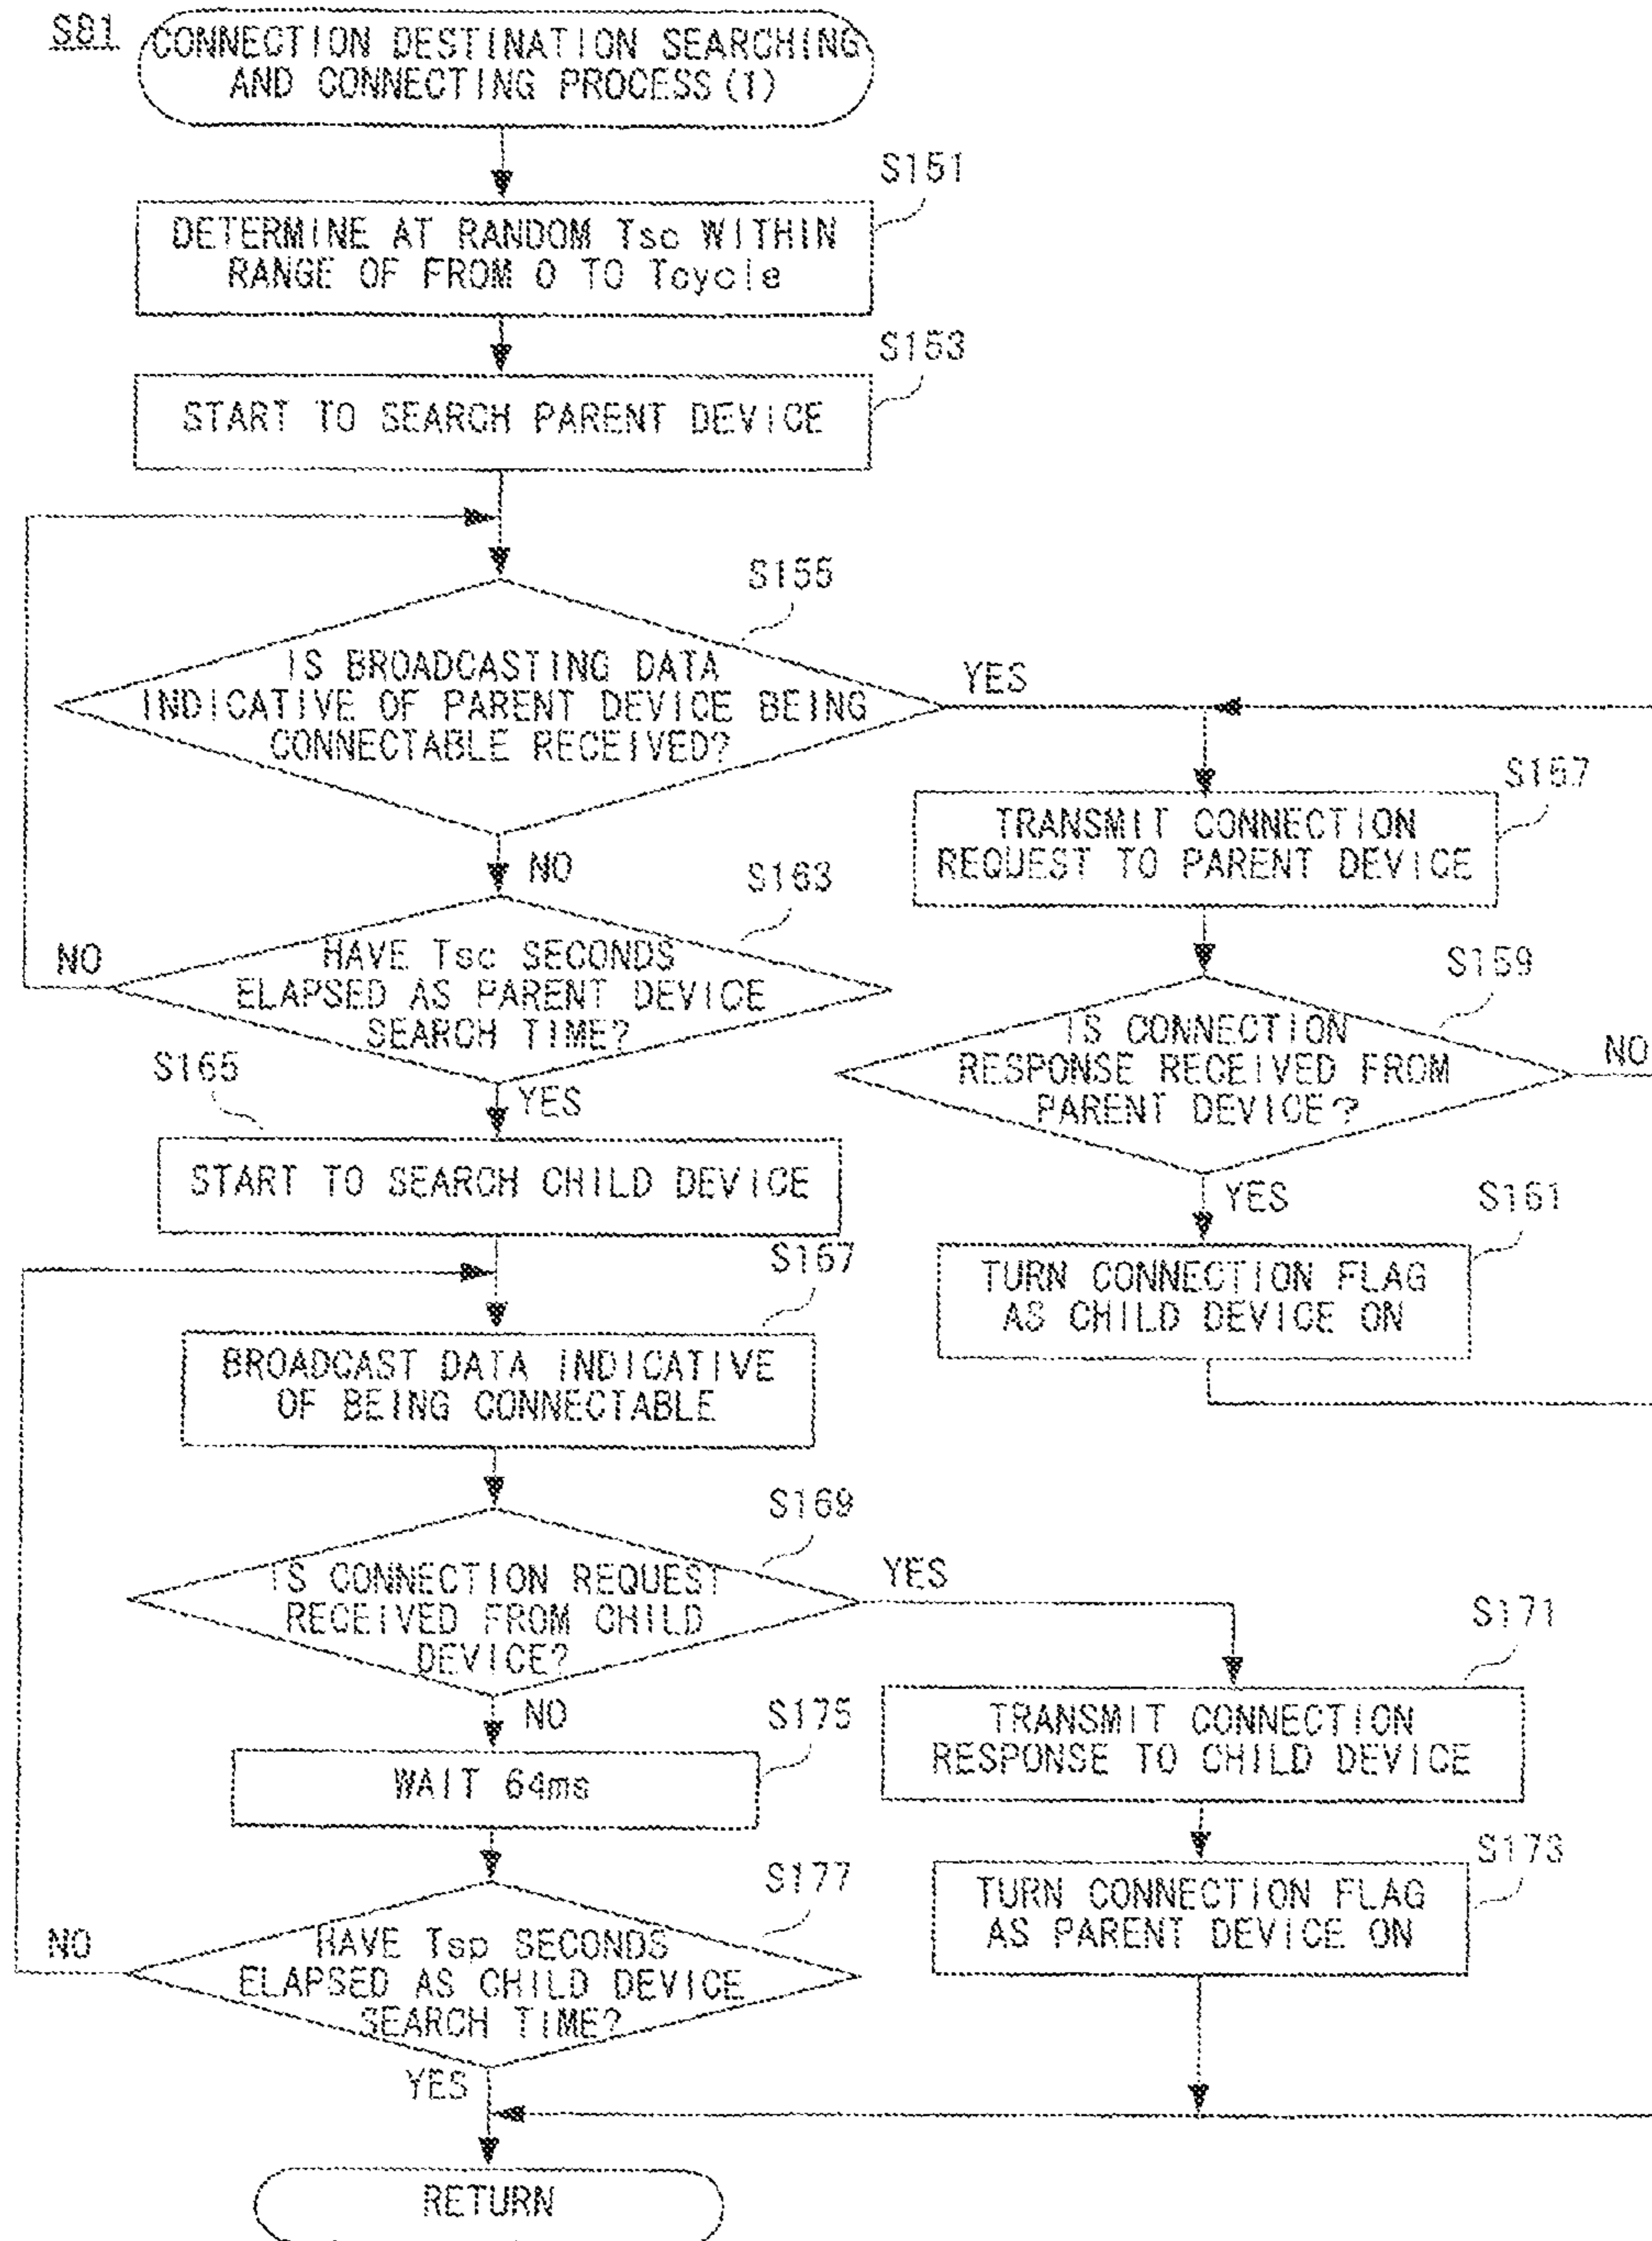 S81
CONNECTION DESTINATION SEARCHING
AND CONNECTING PROCESS(1)
S151
DETERMINE AT RANDOM Tsc WITHIN
RANGE OF FROM 0 TO Tcycle
S153
START TO SEARCH PARENT DEVICE
S155
IS BROADCASTING DATA
INDICATIVE OF PARENT DEVICE BEING
CONNECTABLE RECEIVED?
YES
S157
TRANSMIT CONNECTION
REQUEST TO PARENT DEVICE
NO
S163
HAVE Tsc SECONDS
ELAPSED AS PARENT DEVICE
SEARCH TIME?
NO
S159
IS CONNECTION
RESPONSE RECEIVED FROM
PARENT DEVICE?
NO
S165
YES
START TO SEARCH CHILD DEVICE
YES
S161
TURN CONNECTION FLAG
AS CHILD DEVICE ON
S167
BROADCAST DATA INDICATIVE
OF BEING CONNECTABLE
S169
IS CONNECTION REQUEST
RECEIVED FROM CHILD
DEVICE?
YES
S171
TRANSMIT CONNECTION
RESPONSE TO CHILD DEVICE
NO
S175
WAIT 64ms
S173
TURN CONNECTION FLAG
AS PARENT DEVICE ON
S177
HAVE Tsp SECONDS
ELAPSED AS CHILD DEVICE
SEARCH TIME?
NO
YES
RETURN